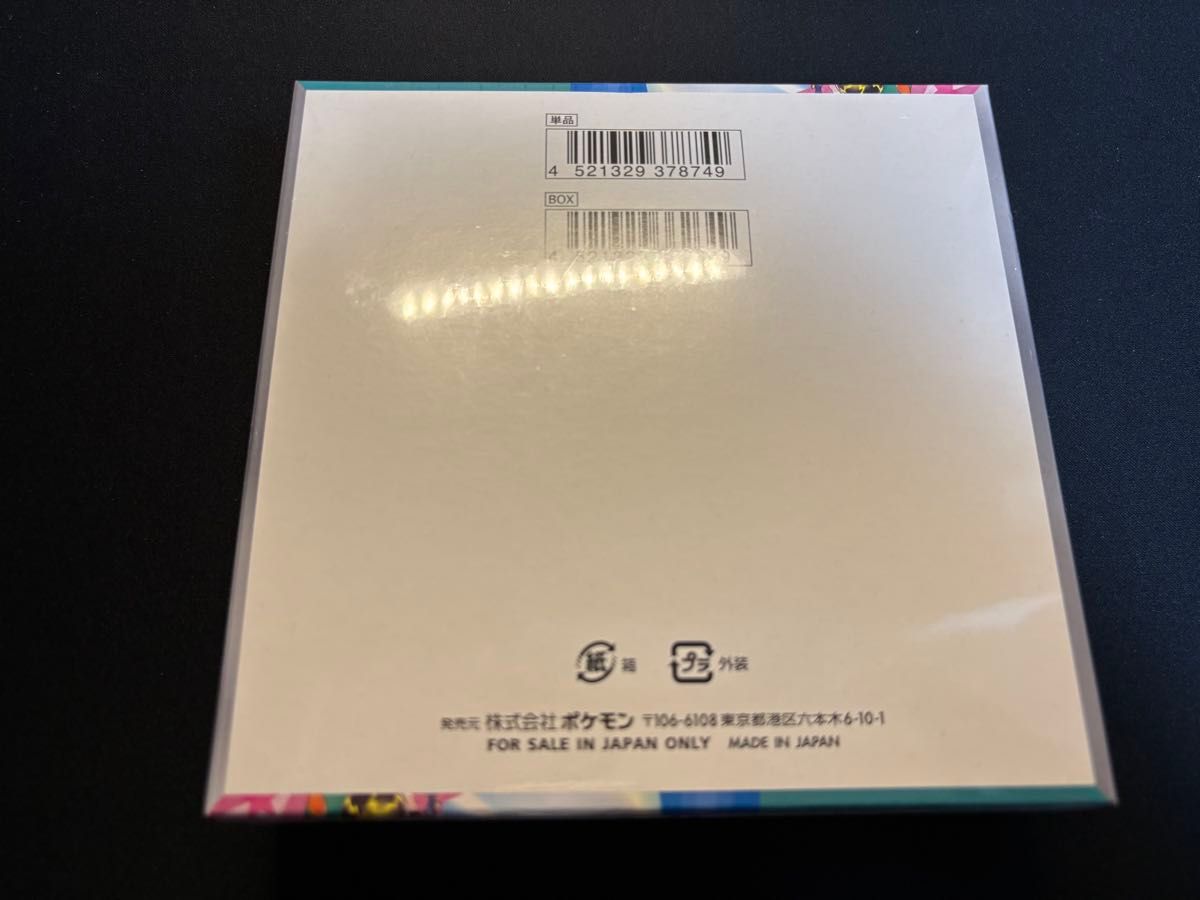 単品
4 521329 378749
BOX
紙 箱
プラ 外装
発売元 株式会社 ポケモン 〒106-6108 東京都港区六本木6-10-1
FOR SALE IN JAPAN ONLY MADE IN JAPAN